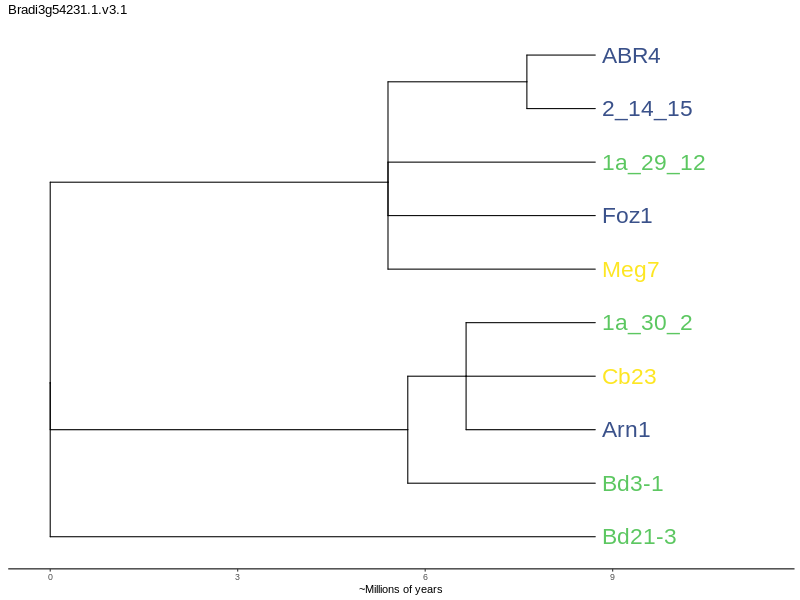 Bradi3g54231.1.v3.1
ABR4
2_14_15
1a_29_12
Foz1
Meg7
1a_30_2
Cb23
Arn1
Bd3-1
Bd21-3
0 3 6 9
~Millions of years